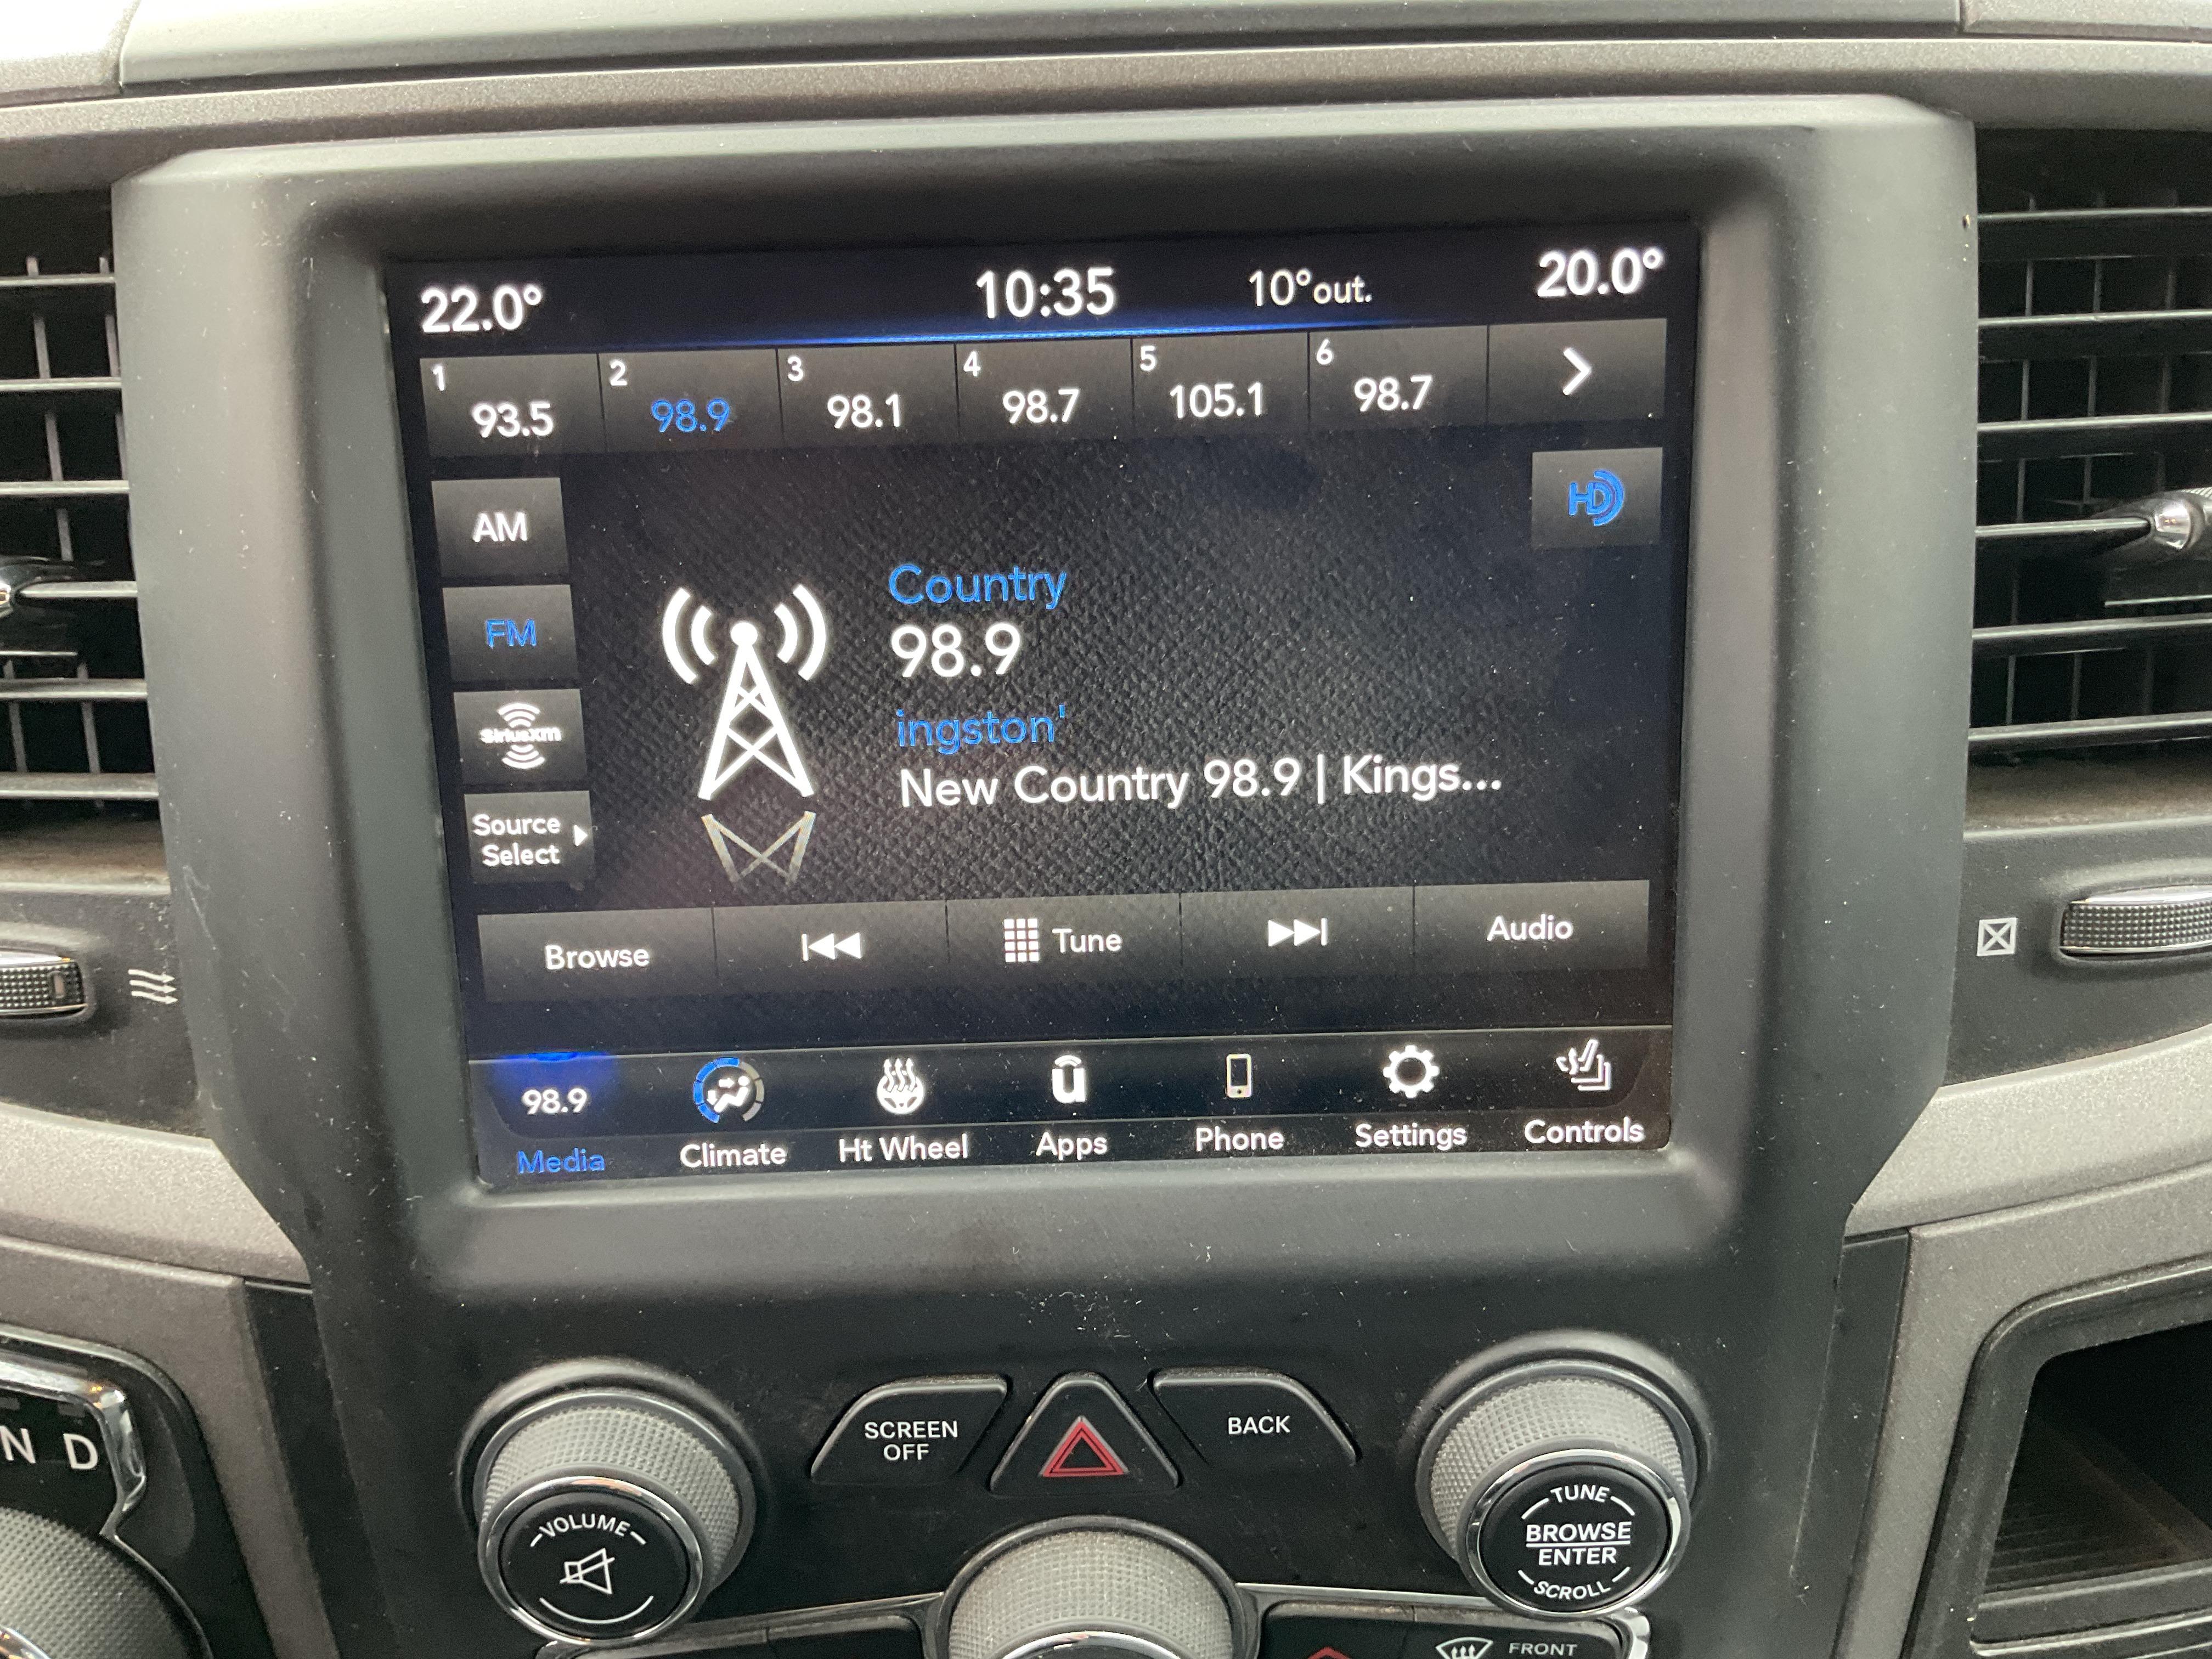 22.0°
10:35
10°out.
20.0°
1 93.5
2 98.9
3 98.1
4 98.7
5 105.1
6 98.7
HD
AM
FM
SiriusXM
Source
Select
Country
98.9
ingston'
New Country 98.9 | Kings...
Browse
Tune
Audio
98.9
Media
Climate
Ht Wheel
Apps
Phone
Settings
Controls
N D
SCREEN
OFF
BACK
VOLUME
TUNE
BROWSE
ENTER
SCROLL
FRONT